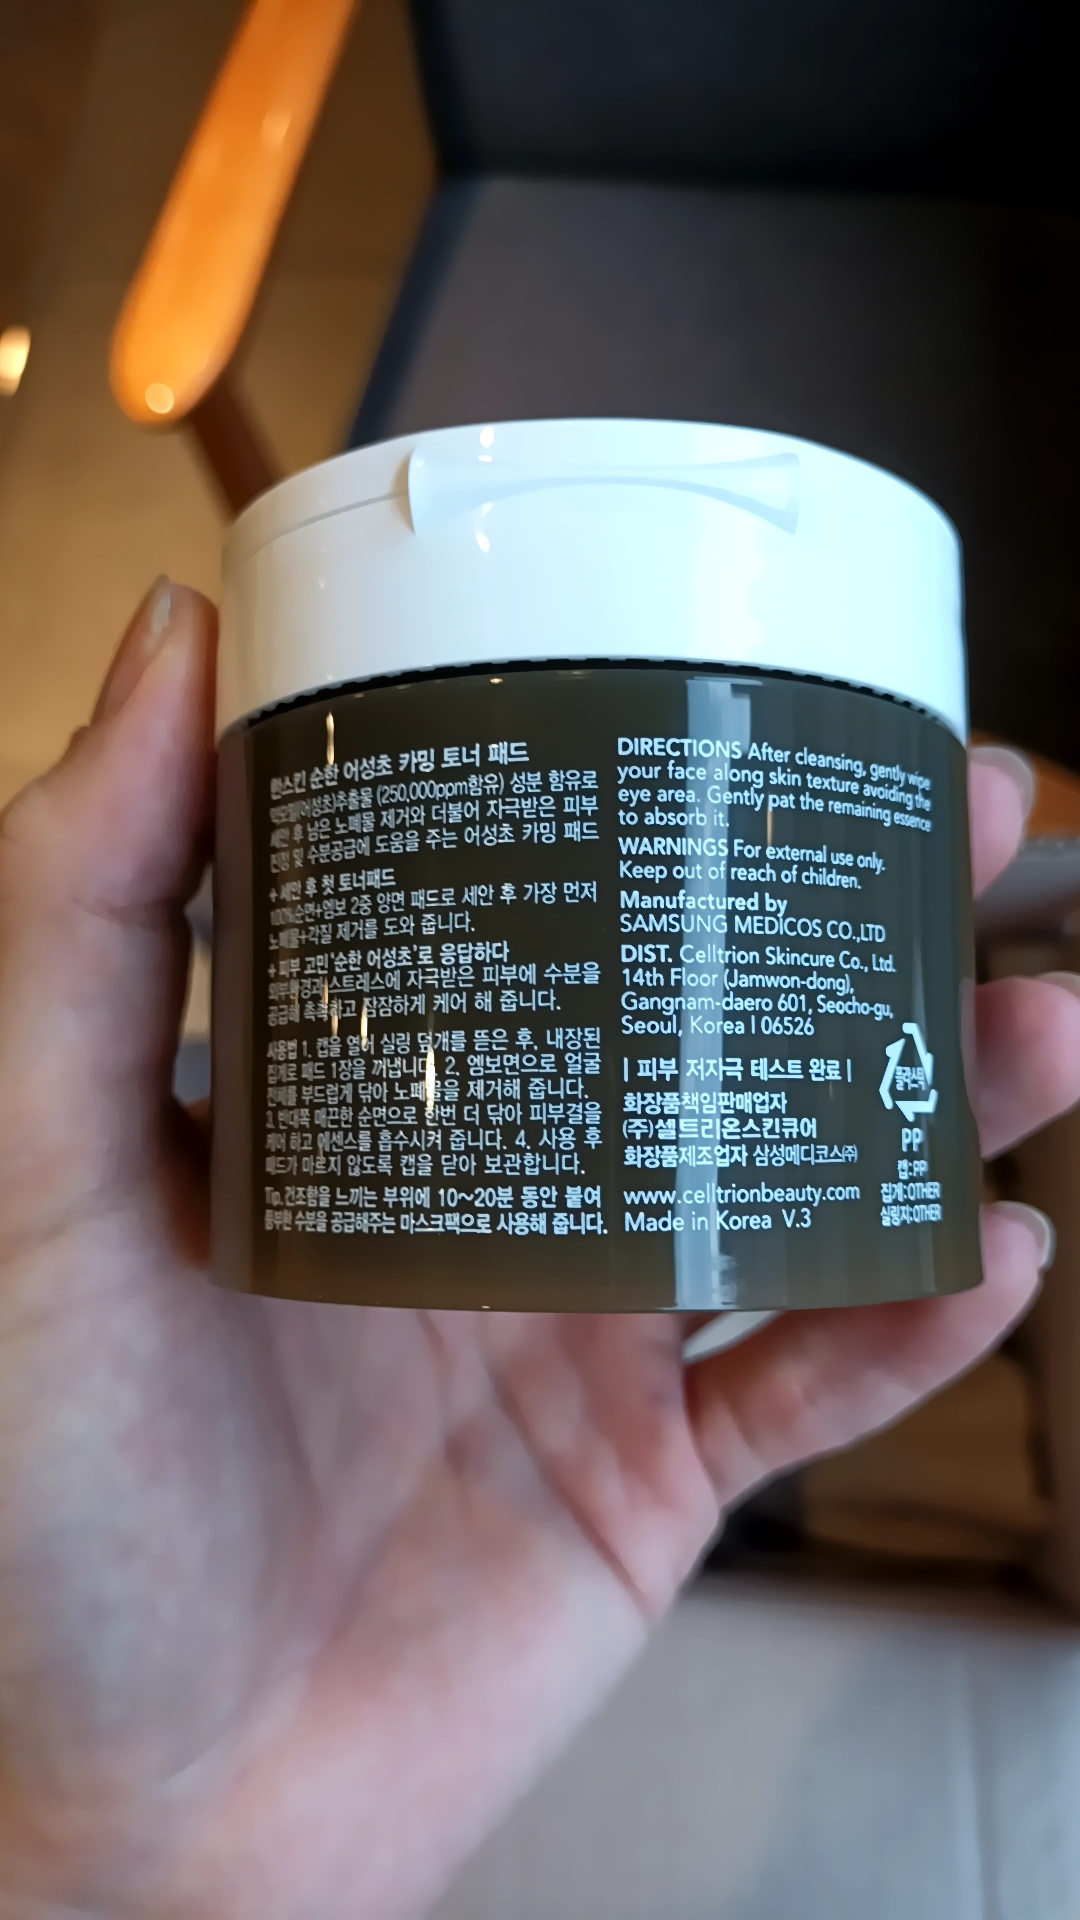 한스킨 순한 어성초 카밍 토너 패드
약모밀(어성초)추출물 (250,000ppm함유) 성분 함유로
세안 후 남은 노폐물 제거와 더불어 자극받은 피부
진정 및 수분공급에 도움을 주는 어성초 카밍 패드
+ 세안 후 첫 토너패드
100%순면+엠보 2중 양면 패드로 세안 후 가장 먼저
노폐물+각질 제거를 도와 줍니다.
+ 피부 고민 '순한 어성초'로 응답하다
외부환경과 스트레스에 자극받은 피부에 수분을
공급해 촉촉하고 잠잠하게 케어 해 줍니다.
사용법 1. 캡을 열어 실링 덮개를 뜯은 후, 내장된
집게로 패드 1장을 꺼냅니다. 2. 엠보면으로 얼굴
전체를 부드럽게 닦아 노폐물을 제거해 줍니다.
3. 반대쪽 매끈한 순면으로 한번 더 닦아 피부결을
케어 하고 에센스를 흡수시켜 줍니다. 4. 사용 후
패드가 마르지 않도록 캡을 닫아 보관합니다.
Tip. 건조함을 느끼는 부위에 10~20분 동안 붙여
풍부한 수분을 공급해주는 마스크팩으로 사용해 줍니다.
DIRECTIONS After cleansing, gently wipe
your face along skin texture avoiding the
eye area. Gently pat the remaining essence
to absorb it.
WARNINGS For external use only.
Keep out of reach of children.
Manufactured by
SAMSUNG MEDICOS CO.,LTD
DIST. Celltrion Skincure Co., Ltd.
14th Floor (Jamwon-dong),
Gangnam-daero 601, Seocho-gu,
Seoul, Korea | 06526
| 피부 저자극 테스트 완료 |
화장품책임판매업자
(주)셀트리온스킨큐어
화장품제조업자 삼성메디코스㈜
www.celltrionbeauty.com
Made in Korea V.3
플라스틱
PP
캡:PP
집게:OTHER
실링지:OTHER